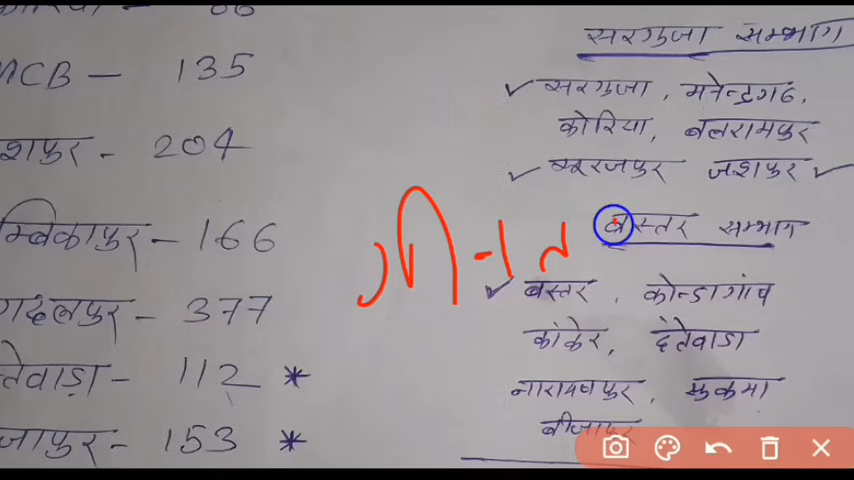 MCB - 135
शपुर - 204
म्बिकापुर - 166
गदलपुर - 377
तेवाड़ा - 112 *
जापुर - 153 *
सरगुजा सम्भाग
✓ सरगुजा, मनेन्द्रगढ,
कोरिया, बलरामपुर
✓ सूरजपुर जशपुर ✓
बस्तर सम्भाग
✓ बस्तर, कोन्डागांव
कांकेर, दंतेवाडा
नारायणपुर, सुकमा
बीजापुर